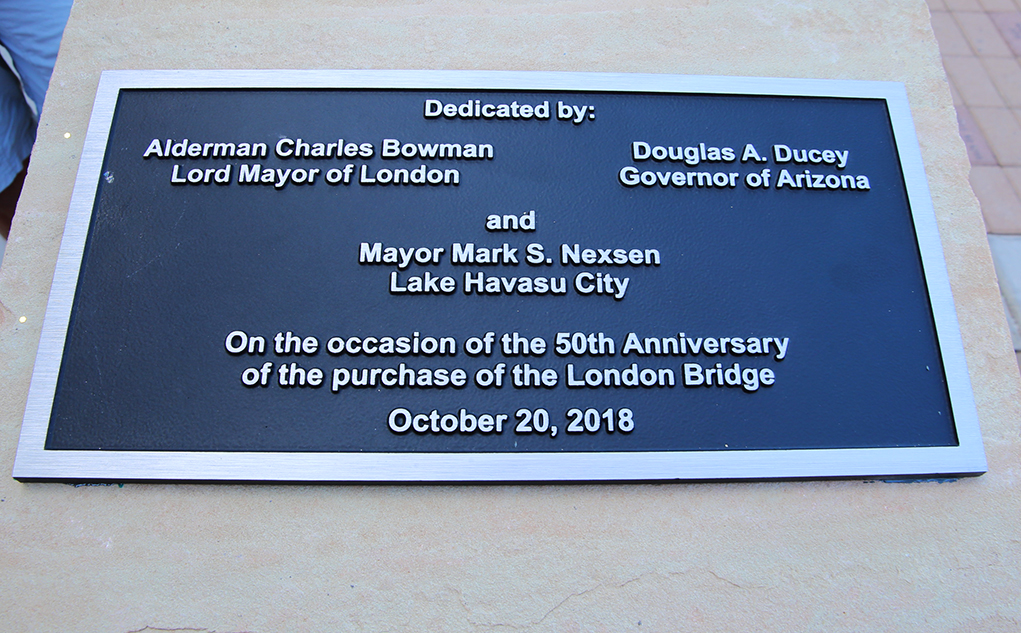 Dedicated by:
Alderman Charles Bowman
Lord Mayor of London
Douglas A. Ducey
Governor of Arizona
and
Mayor Mark S. Nexsen
Lake Havasu City
On the occasion of the 50th Anniversary
of the purchase of the London Bridge
October 20, 2018